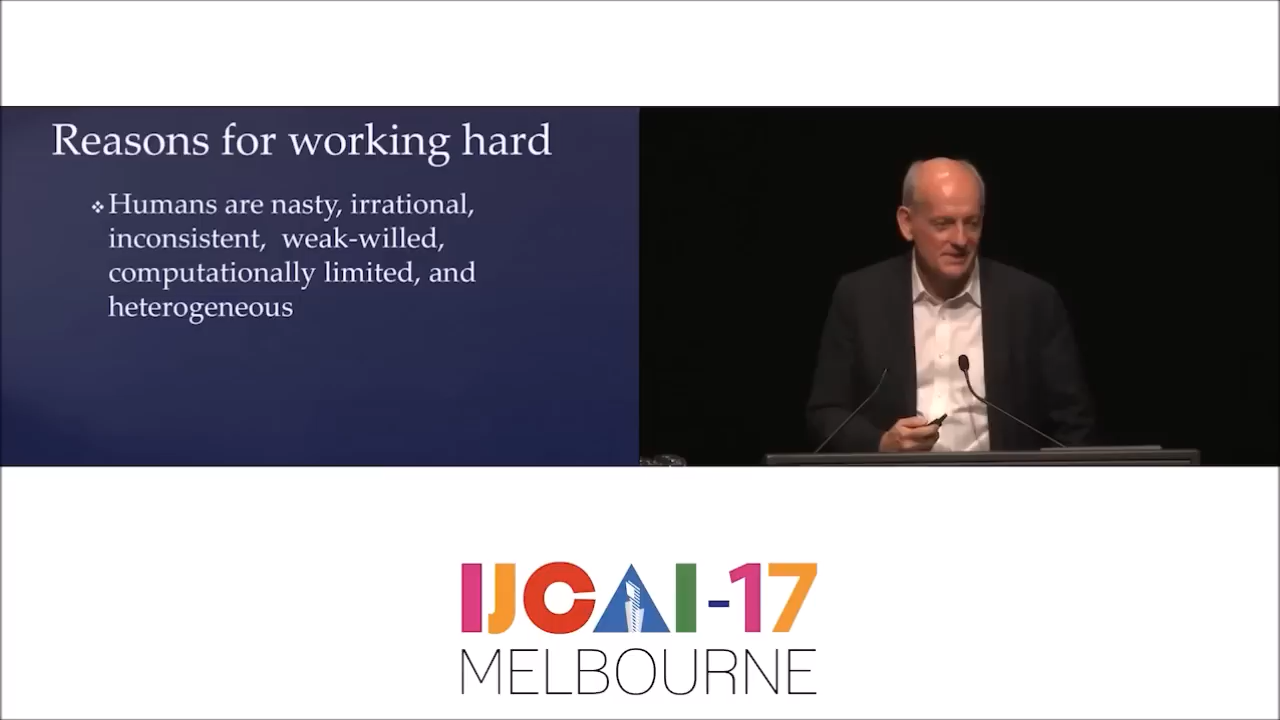 Reasons for working hard
❖Humans are nasty, irrational,
inconsistent, weak-willed,
computationally limited, and
heterogeneous
IJCAI-17
MELBOURNE